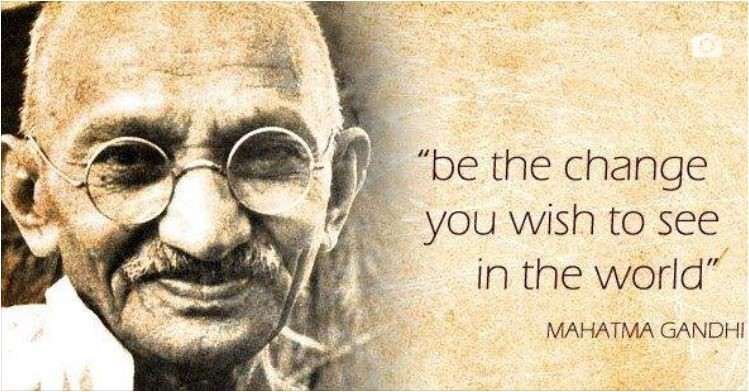 “be the change
you wish to see
in the world”
MAHATMA GANDHI